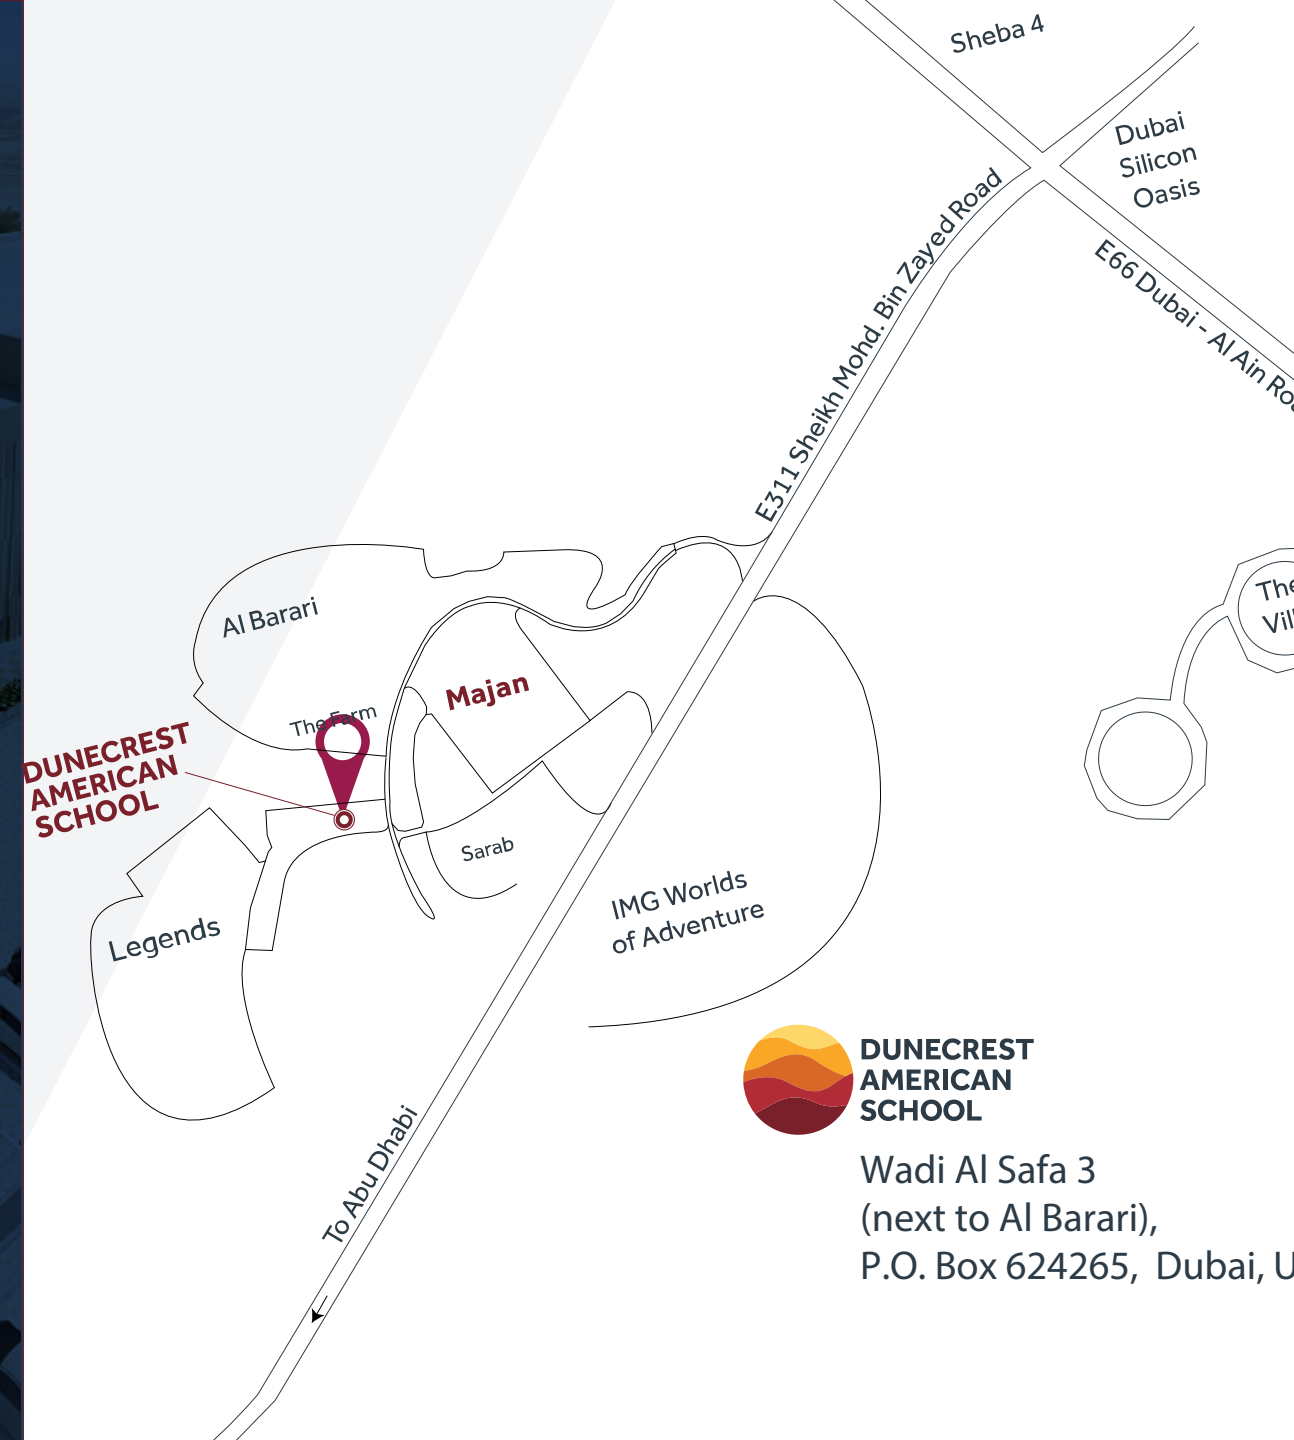 Sheba 4
Dubai
Silicon
Oasis
E311 Sheikh Mohd. Bin Zayed Road
E66 Dubai - Al Ain
The
Al Barari
Majan
The Farm
DUNECREST
AMERICAN
SCHOOL
Sarab
Legends
IMG Worlds
of Adventure
To Abu Dhabi
DUNECREST
AMERICAN
SCHOOL
Wadi Al Safa 3
(next to Al Barari),
P.O. Box 624265, Dubai,